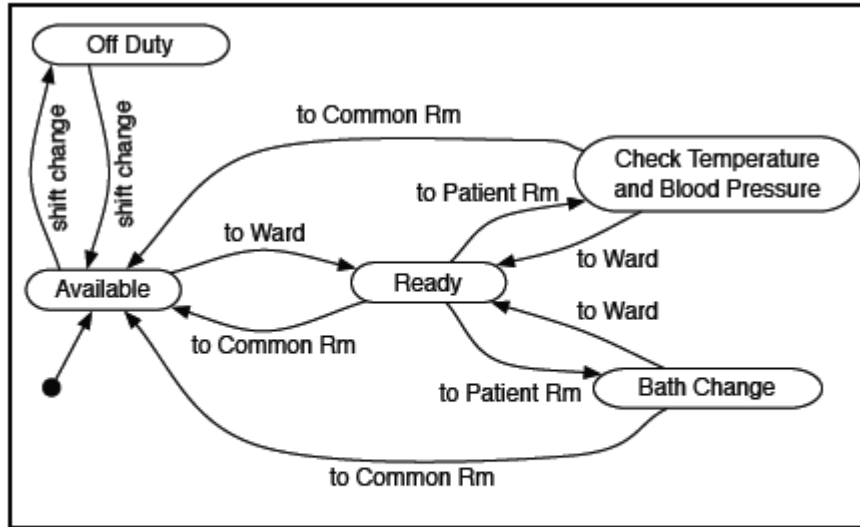 Off Duty
shift change
shift change
to Common Rm
Check Temperature
and Blood Pressure
to Patient Rm
to Ward
to Ward
Available
Ready
to Ward
to Common Rm
to Patient Rm
Bath Change
to Common Rm